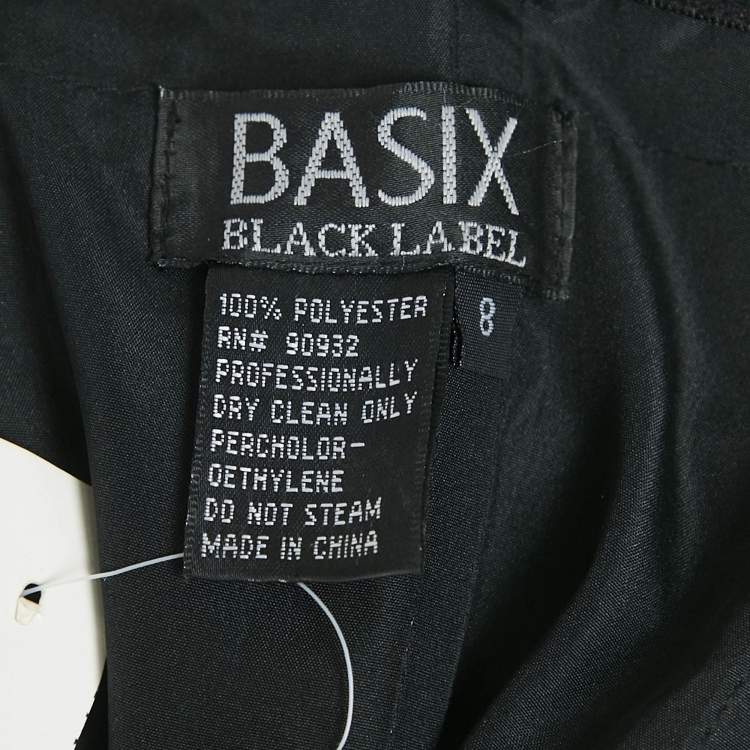 BASIX
BLACK LABEL
8
100% POLYESTER
RN# 90932
PROFESSIONALLY
DRY CLEAN ONLY
PERCHOLOR-
OETHYLENE
DO NOT STEAM
MADE IN CHINA